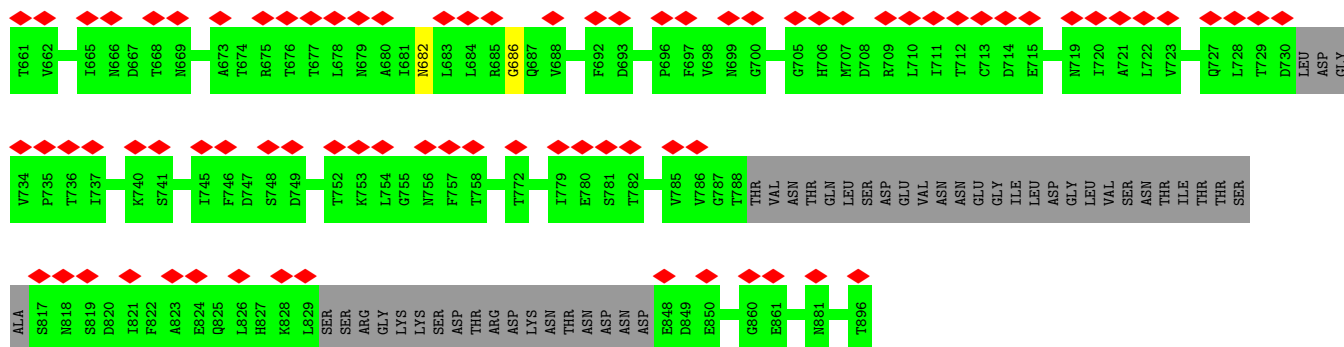 T661 V662 I665 N666 D667 T668 N669 A673 T674 R675 T676 T677 L678 N679 A680 I681 N682 L683 L684 R685 G686 Q687 V688 F692 D693 P696 F697 V698 N699 G700 G705 H706 M707 D708 R709 L710 I711 T712 C713 D714 E715 N719 I720 A721 L722 V723 Q727 L728 T729 D730 LEU ASP GLY
V734 P735 T736 I737 K740 S741 I745 F746 D747 S748 D749 T752 K753 L754 G755 N756 F757 T758 T772 I779 E780 S781 T782 V785 V786 G787 T788 THR VAL ASN THR GLN LEU SER ASP GLU VAL ASN ASN GLU GLY ILE LEU ASP GLY LEU VAL SER ASN THR ILE THR THR SER
ALA S817 N818 S819 D820 I821 F822 A823 E824 Q825 L826 H827 K828 L829 SER SER ARG GLY LYS LYS SER ASP THR ARG ASP LYS ASN THR ASN ASP ASN ASP E848 D849 E850 G860 E861 N881 T896